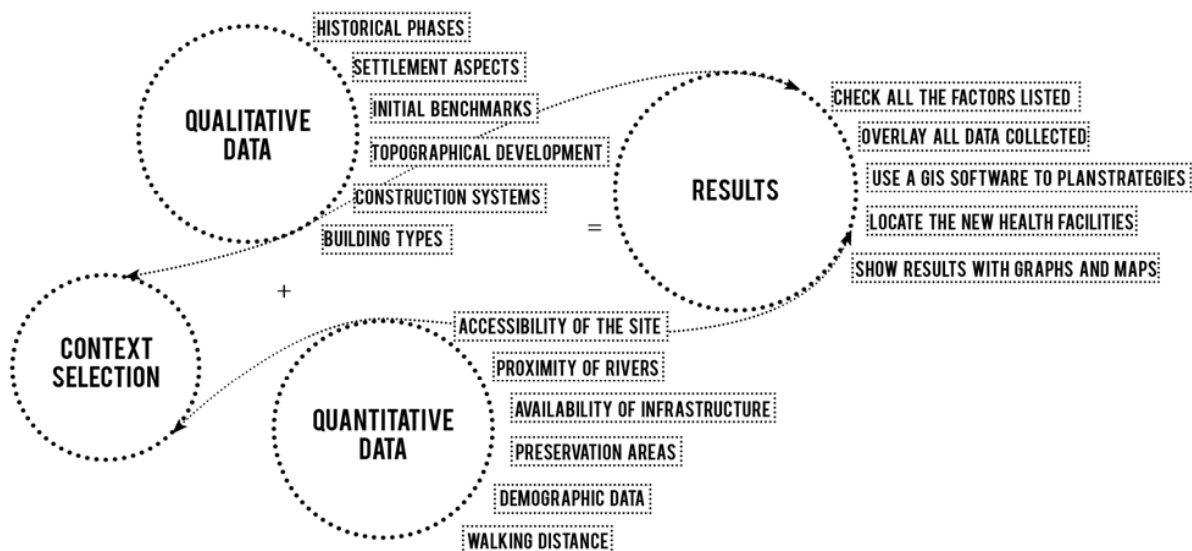 HISTORICAL PHASES
SETTLEMENT ASPECTS
INITIAL BENCHMARKS
TOPOGRAPHICAL DEVELOPMENT
CONSTRUCTION SYSTEMS
BUILDING TYPES
QUALITATIVE
DATA
+
CONTEXT
SELECTION
QUANTITATIVE
DATA
ACCESSIBILITY OF THE SITE
PROXIMITY OF RIVERS
AVAILABILITY OF INFRASTRUCTURE
PRESERVATION AREAS
DEMOGRAPHIC DATA
WALKING DISTANCE
=
RESULTS
CHECK ALL THE FACTORS LISTED
OVERLAY ALL DATA COLLECTED
USE A GIS SOFTWARE TO PLANSTRATEGIES
LOCATE THE NEW HEALTH FACILITIES
SHOW RESULTS WITH GRAPHS AND MAPS